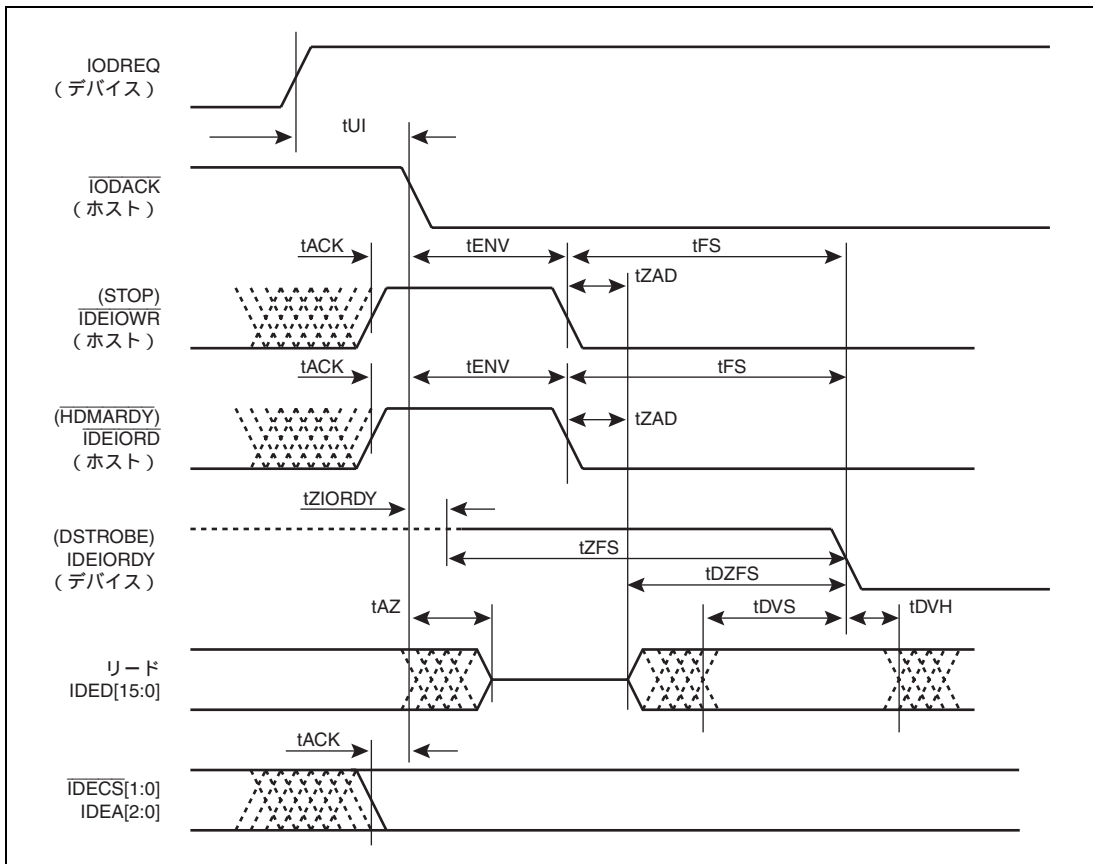 IODREQ
（デバイス）
tUI
IODACK
（ホスト）
tACK
tENV
tFS
tZAD
(STOP)
IDEIOWR
（ホスト）
tACK
tENV
tFS
tZAD
(HDMARDY)
IDEIORD
（ホスト）
tZIORDY
(DSTROBE)
IDEIORDY
（デバイス）
tZFS
tDZFS
tAZ
tDVS
tDVH
リード
IDED[15:0]
tACK
IDECS[1:0]
IDEA[2:0]